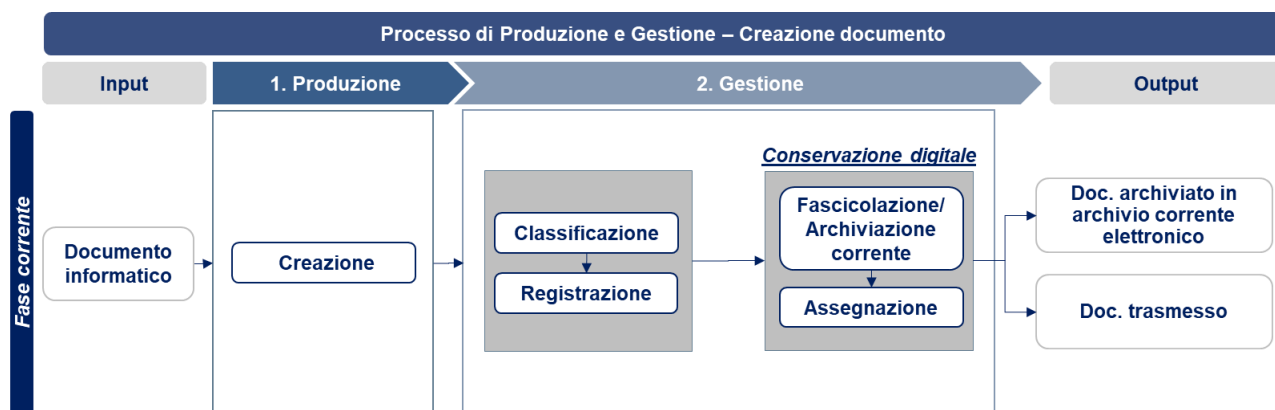 Processo di Produzione e Gestione – Creazione documento
Input
1. Produzione
2. Gestione
Output
Fase corrente
Documento
informatico
Creazione
Classificazione
Registrazione
Conservazione digitale
Fascicolazione/
Archiviazione
corrente
Assegnazione
Doc. archiviato in
archivio corrente
elettronico
Doc. trasmesso